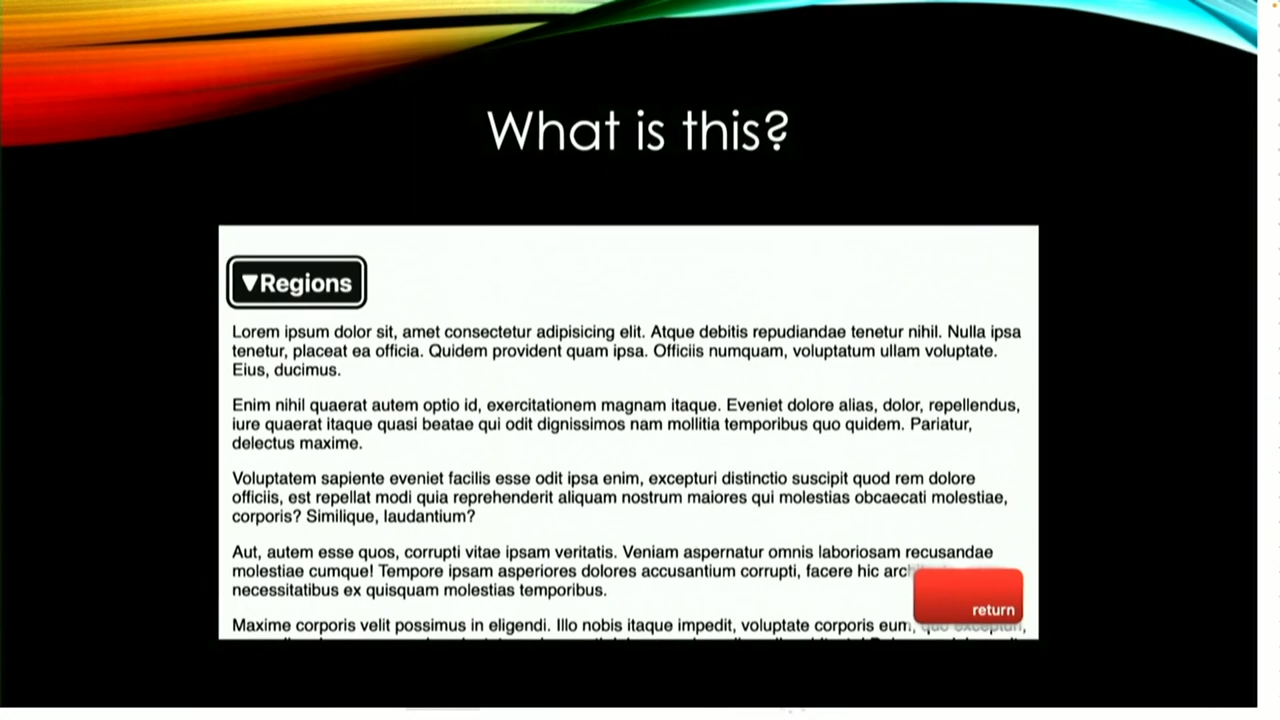 What is this?
▼Regions
Lorem ipsum dolor sit, amet consectetur adipisicing elit. Atque debitis repudiandae tenetur nihil. Nulla ipsa
tenetur, placeat ea officia. Quidem provident quam ipsa. Officiis numquam, voluptatum ullam voluptate.
Eius, ducimus.
Enim nihil quaerat autem optio id, exercitationem magnam itaque. Eveniet dolore alias, dolor, repellendus,
iure quaerat itaque quasi beatae qui odit dignissimos nam mollitia temporibus quo quidem. Pariatur,
delectus maxime.
Voluptatem sapiente eveniet facilis esse odit ipsa enim, excepturi distinctio suscipit quod rem dolore
officiis, est repellat modi quia reprehenderit aliquam nostrum maiores qui molestias obcaecati molestiae,
corporis? Similique, laudantium?
Aut, autem esse quos, corrupti vitae ipsam veritatis. Veniam aspernatur omnis laboriosam recusandae
molestiae cumque! Tempore ipsam asperiores dolores accusantium corrupti, facere hic
necessitatibus ex quisquam molestias temporibus.
return
Maxime corporis velit possimus in eligendi. Illo nobis itaque impedit, voluptate corporis eum,